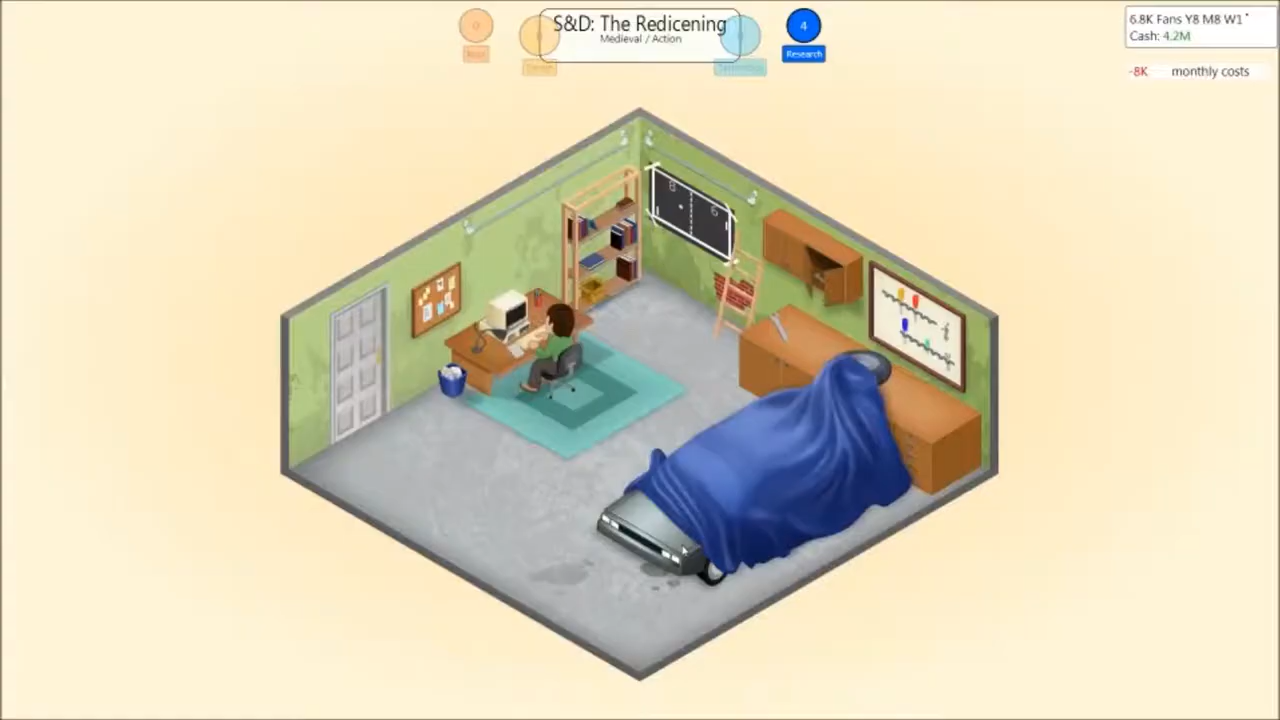 S&D: The Redicening
Medieval / Action
4
Research
6.8K Fans Y8 M8 W1
Cash: 4.2M
-8K monthly costs